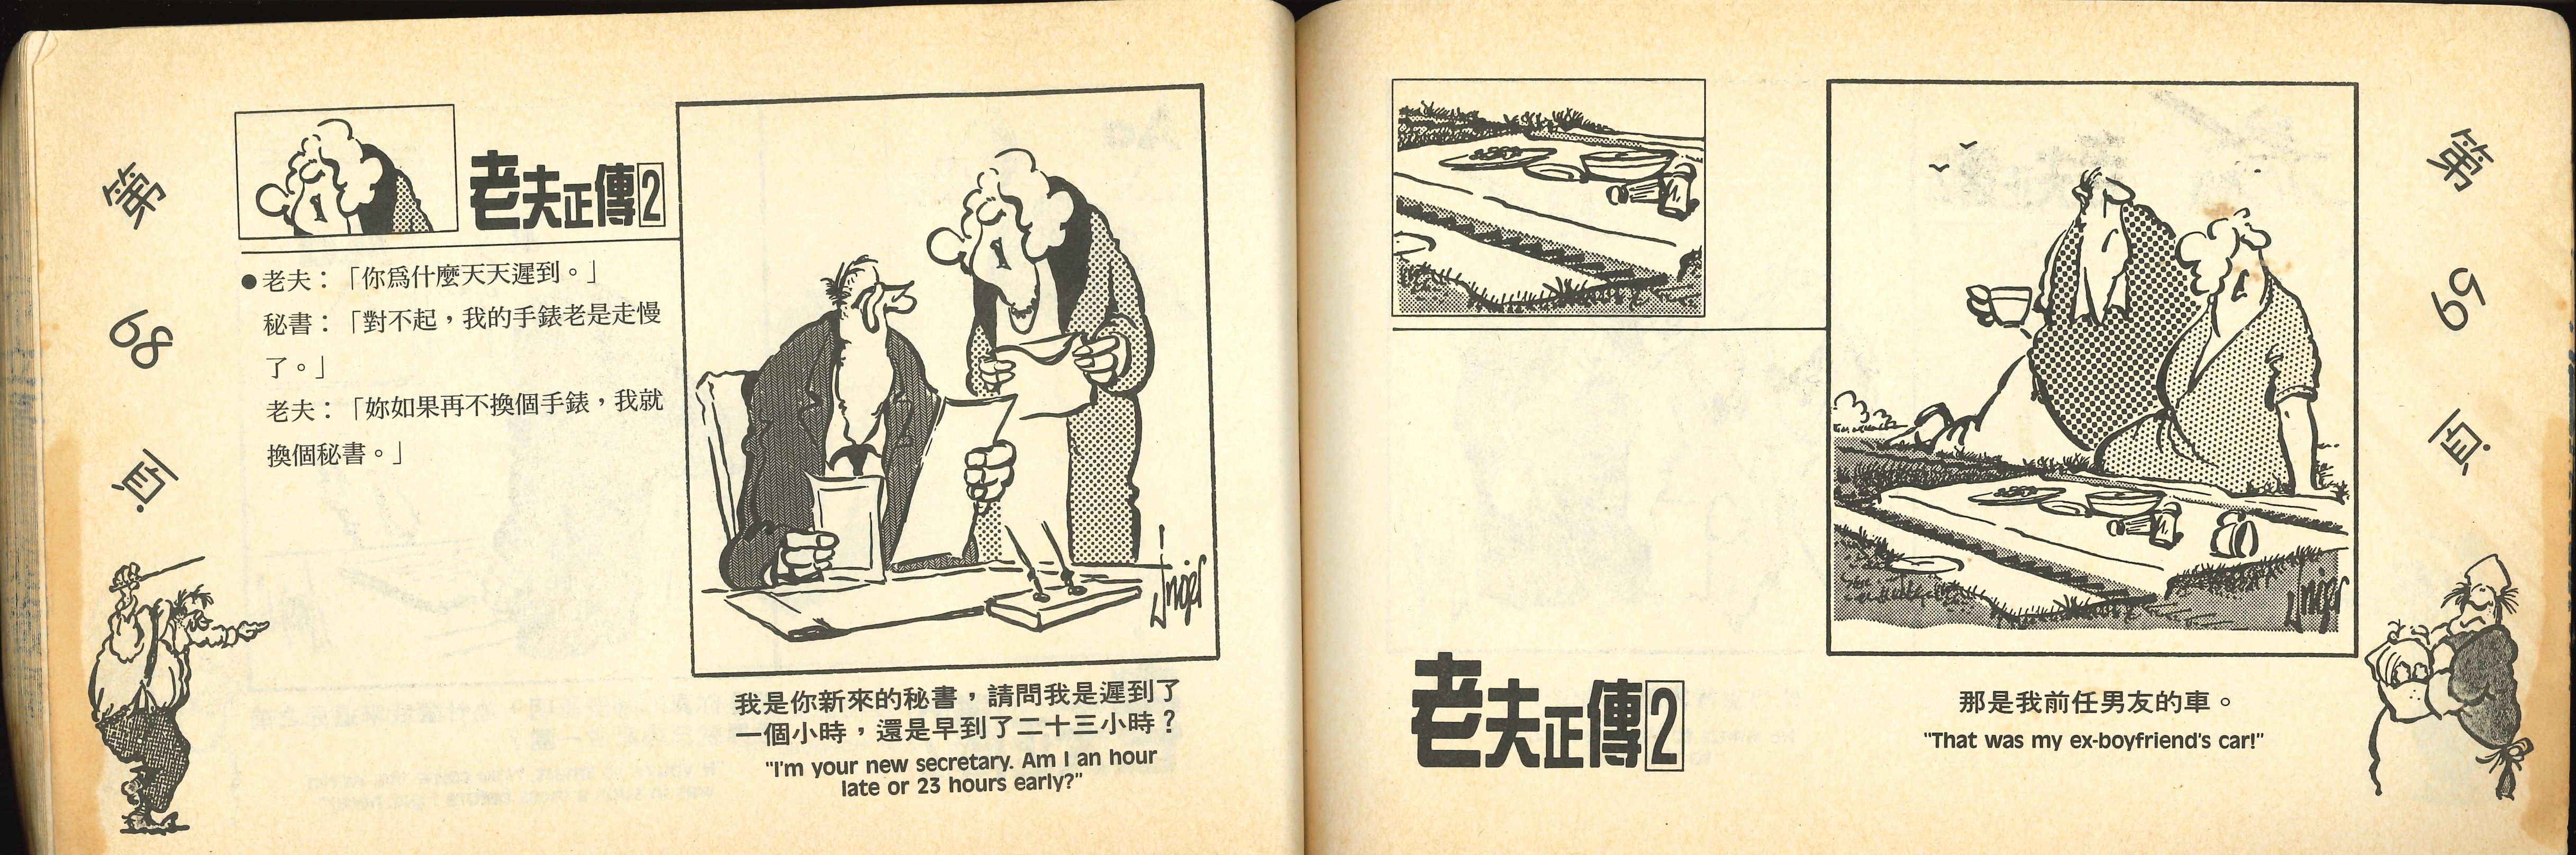 第68頁
老夫正傳2
●老夫：「你爲什麼天天遲到。」
秘書：「對不起，我的手錶老是走慢
了。」
老夫：「妳如果再不換個手錶，我就
換個秘書。」
我是你新來的秘書，請問我是遲到了
一個小時，還是早到了二十三小時？
"I'm your new secretary. Am I an hour
late or 23 hours early?"
第69頁
老夫正傳2
那是我前任男友的車。
"That was my ex-boyfriend's car!"